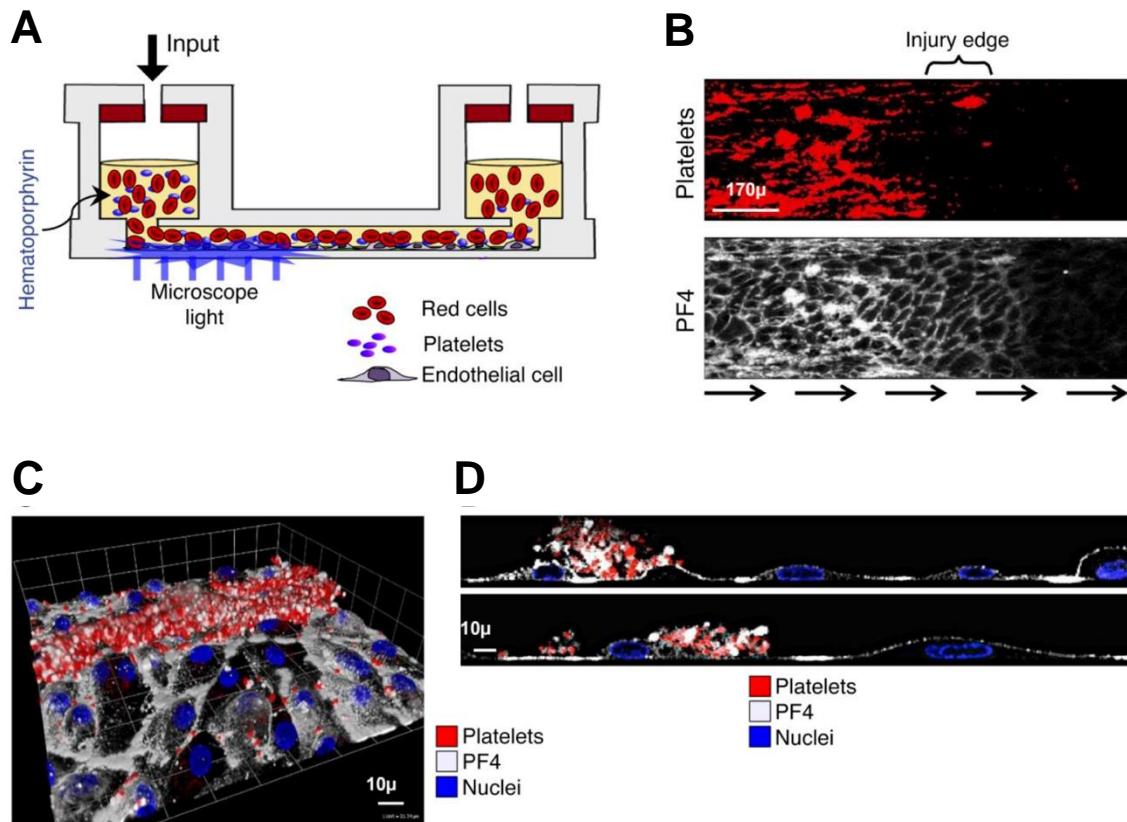 A
Input
Hematoporphyrin
Microscope
light
Red cells
Platelets
Endothelial cell
B
Injury edge
Platelets
170µ
PF4
C
10µ
Platelets
PF4
Nuclei
D
10µ
Platelets
PF4
Nuclei